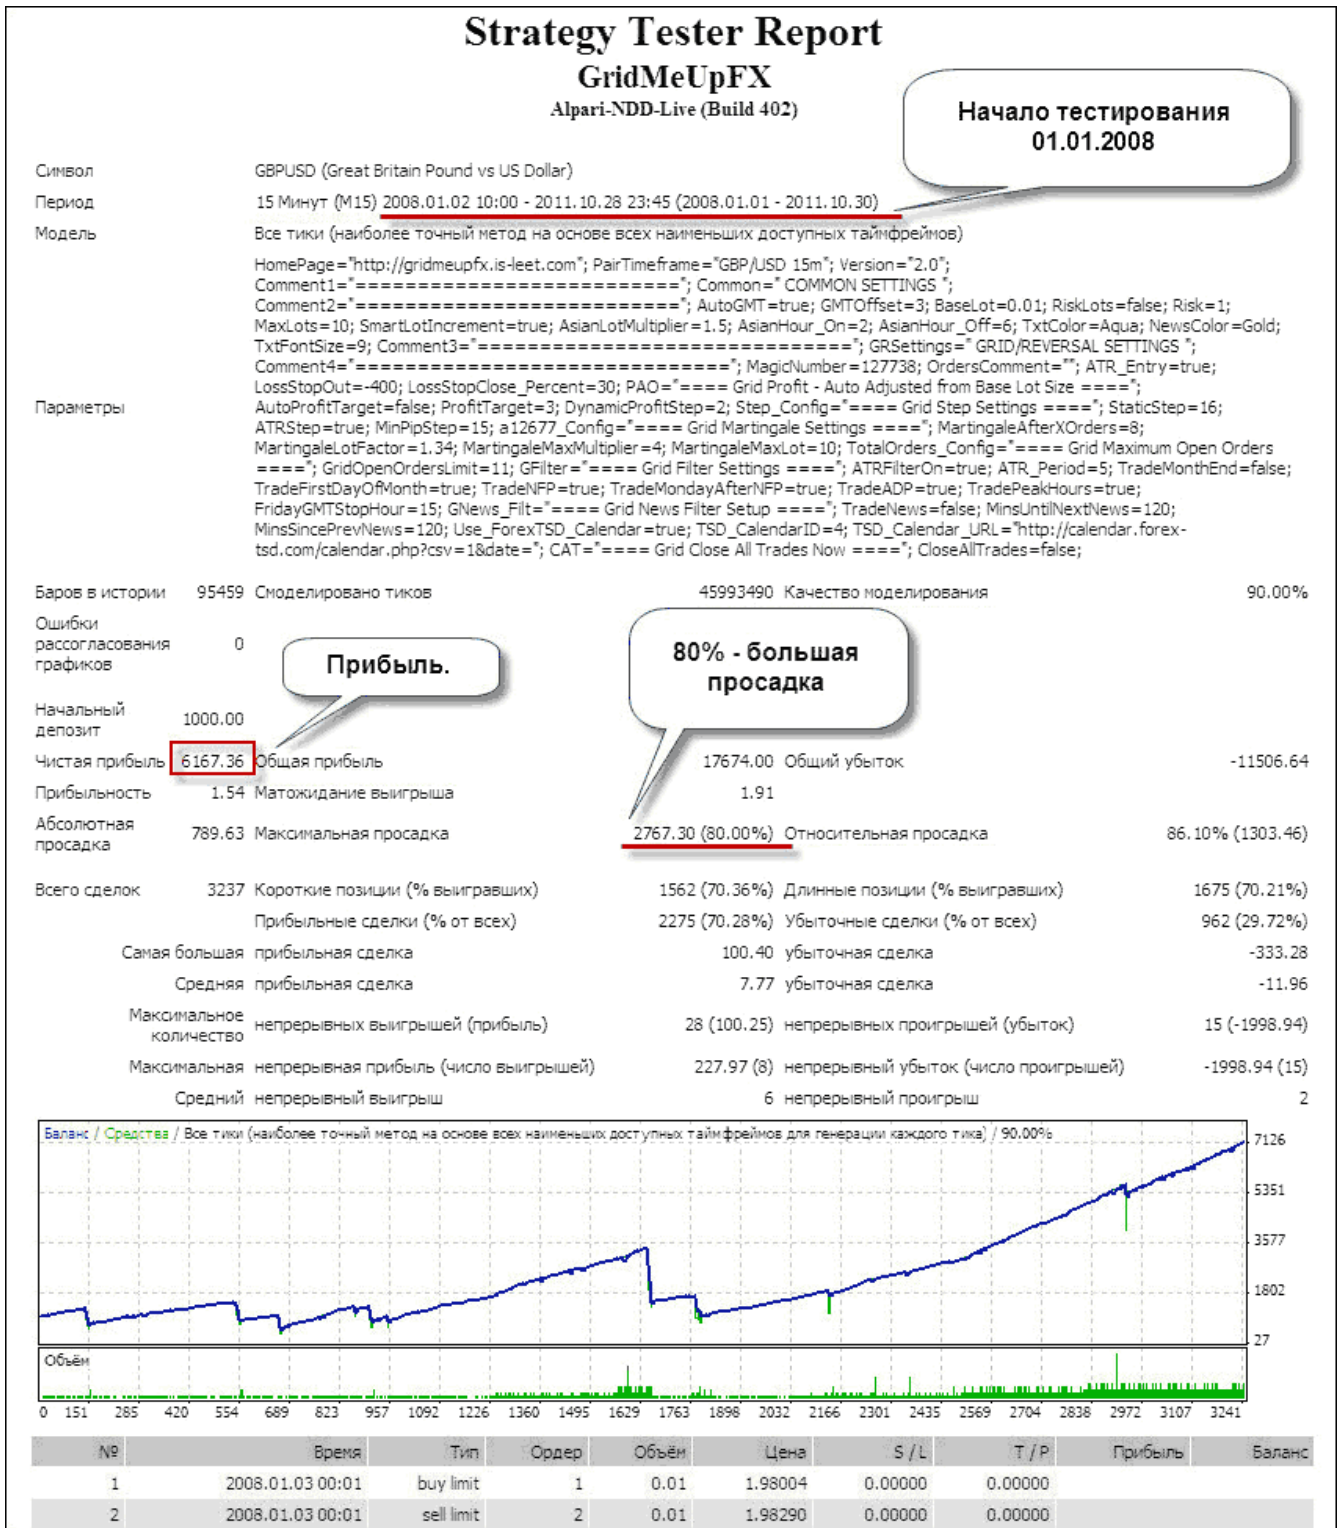 Strategy Tester Report
GridMeUpFX
Alpari-NDD-Live (Build 402)
Начало тестирования
01.01.2008
Символ GBPUSD (Great Britain Pound vs US Dollar)
Период 15 Минут (M15) 2008.01.02 10:00 - 2011.10.28 23:45 (2008.01.01 - 2011.10.30)
Модель Все тики (наиболее точный метод на основе всех наименьших доступных таймфреймов)
HomePage="http://gridmeupfx.is-leet.com"; PairTimeframe="GBP/USD 15m"; Version="2.0";
Comment1="==========================="; Common=" COMMON SETTINGS ";
Comment2="==========================="; AutoGMT=true; GMTOffset=3; BaseLot=0.01; RiskLots=false; Risk=1;
MaxLots=10; SmartLotIncrement=true; AsianLotMultiplier=1.5; AsianHour_On=2; AsianHour_Off=6; TxtColor=Aqua; NewsColor=Gold;
TxtFontSize=9; Comment3="==============================="; GRSettings=" GRID/REVERSAL SETTINGS ";
Comment4="==============================="; MagicNumber=127738; OrdersComment=""; ATR_Entry=true;
LossStopOut=-400; LossStopClose_Percent=30; PAO="==== Grid Profit - Auto Adjusted from Base Lot Size ====";
Параметры AutoProfitTarget=false; ProfitTarget=3; DynamicProfitStep=2; Step_Config="==== Grid Step Settings ===="; StaticStep=16;
ATRStep=true; MinPipStep=15; a12677_Config="==== Grid Martingale Settings ===="; MartingaleAfterXOrders=8;
MartingaleLotFactor=1.34; MartingaleMaxMultiplier=4; MartingaleMaxLot=10; TotalOrders_Config="==== Grid Maximum Open Orders
===="; GridOpenOrdersLimit=11; GFilter="==== Grid Filter Settings ===="; ATRFilterOn=true; ATR_Period=5; TradeMonthEnd=false;
TradeFirstDayOfMonth=true; TradeNFP=true; TradeMondayAfterNFP=true; TradeADP=true; TradePeakHours=true;
FridayGMTStopHour=15; GNews_Filt="==== Grid News Filter Setup ===="; TradeNews=false; MinsUntilNextNews=120;
MinsSincePrevNews=120; Use_ForexTSD_Calendar=true; TSD_CalendarID=4; TSD_Calendar_URL="http://calendar.forex-
tsd.com/calendar.php?csv=1&date="; CAT="==== Grid Close All Trades Now ===="; CloseAllTrades=false;
Баров в истории 95459 Смоделировано тиков 45993490 Качество моделирования 90.00%
Ошибки
рассогласования 0
графиков
Прибыль.
80% - большая
просадка
Начальный
депозит 1000.00
Чистая прибыль 6167.36 Общая прибыль 17674.00 Общий убыток -11506.64
Прибыльность 1.54 Матожидание выигрыша 1.91
Абсолютная
просадка 789.63 Максимальная просадка 2767.30 (80.00%) Относительная просадка 86.10% (1303.46)
Всего сделок 3237 Короткие позиции (% выигравших) 1562 (70.36%) Длинные позиции (% выигравших) 1675 (70.21%)
Прибыльные сделки (% от всех) 2275 (70.28%) Убыточные сделки (% от всех) 962 (29.72%)
Самая большая прибыльная сделка 100.40 убыточная сделка -333.28
Средняя прибыльная сделка 7.77 убыточная сделка -11.96
Максимальное
количество непрерывных выигрышей (прибыль) 28 (100.25) непрерывных проигрышей (убыток) 15 (-1998.94)
Максимальная непрерывная прибыль (число выигрышей) 227.97 (8) непрерывный убыток (число проигрышей) -1998.94 (15)
Средний непрерывный выигрыш 6 непрерывный проигрыш 2
Баланс / Средства / Все тики (наиболее точный метод на основе всех наименьших доступных таймфреймов для генерации каждого тика) / 90.00%
7126
5351
3577
1802
27
Объём
0 151 285 420 554 689 823 957 1092 1226 1360 1495 1629 1763 1898 2032 2166 2301 2435 2569 2704 2838 2972 3107 3241
№ Время Тип Ордер Объём Цена S / L T / P Прибыль Баланс
1 2008.01.03 00:01 buy limit 1 0.01 1.98004 0.00000 0.00000
2 2008.01.03 00:01 sell limit 2 0.01 1.98290 0.00000 0.00000